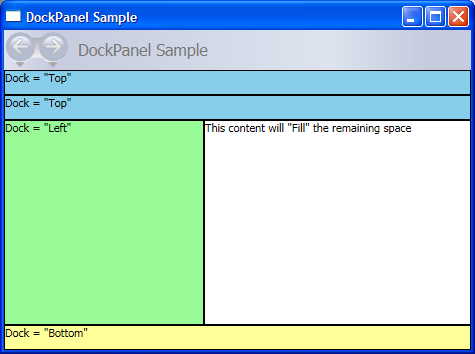 DockPanel Sample
DockPanel Sample
Dock = "Top"
Dock = "Top"
Dock = "Left"
This content will "Fill" the remaining space
Dock = "Bottom"